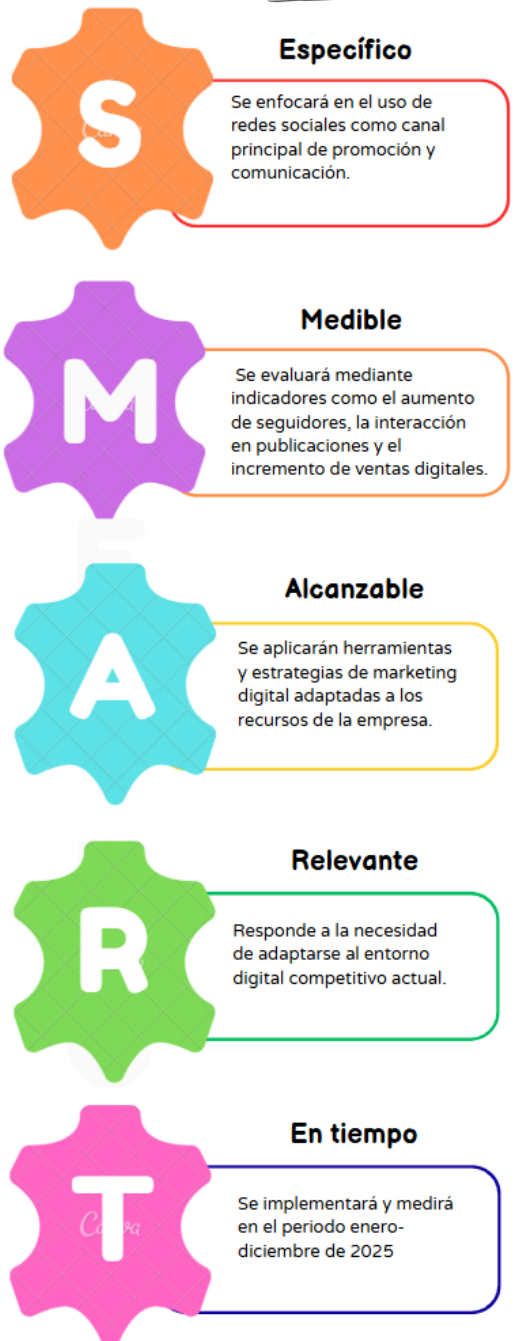 Específico
S
Se enfocará en el uso de
redes sociales como canal
principal de promoción y
comunicación.
Medible
M
Se evaluará mediante
indicadores como el aumento
de seguidores, la interacción
en publicaciones y el
incremento de ventas digitales.
Alcanzable
A
Se aplicarán herramientas
y estrategias de marketing
digital adaptadas a los
recursos de la empresa.
Relevante
R
Responde a la necesidad
de adaptarse al entorno
digital competitivo actual.
En tiempo
T
Canva
Se implementará y medirá
en el periodo enero-
diciembre de 2025